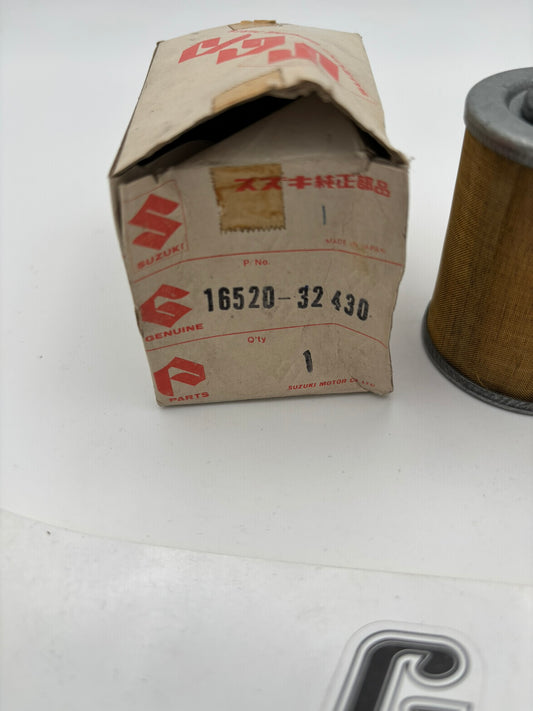 スズキ純正部品
SUZUKI
MADE IN JAPAN
P. No.
16520-32430
GENUINE
Q'ty
1
PARTS
SUZUKI MOTOR CO., LTD.